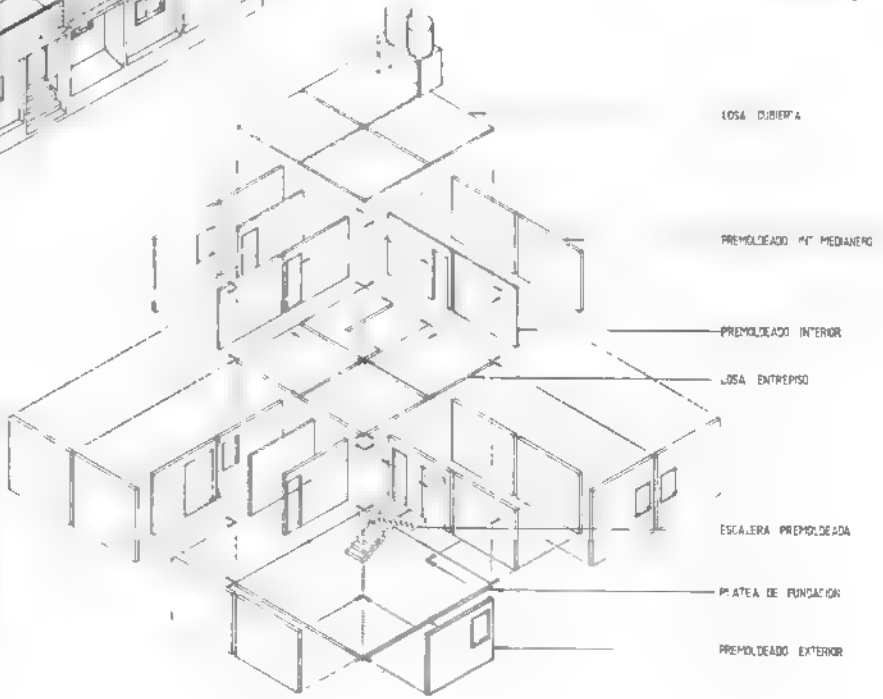 LOSA CUBIERTA
PREMOLDEADO INT MEDIANERO
PREMOLDEADO INTERIOR
LOSA ENTREPISO
ESCALERA PREMOLDEADA
PLATEA DE FUNDACION
PREMOLDEADO EXTERIOR